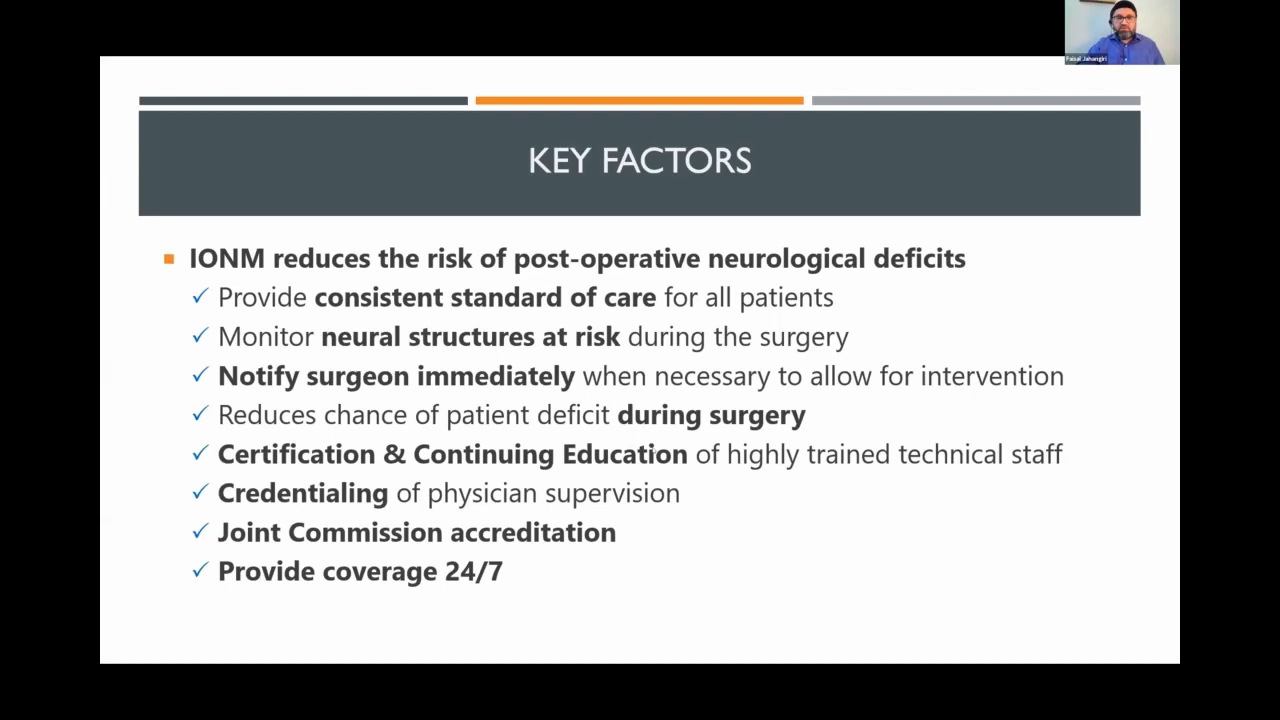 Faisal Jahangiri
KEY FACTORS
IONM reduces the risk of post-operative neurological deficits
Provide consistent standard of care for all patients
Monitor neural structures at risk during the surgery
Notify surgeon immediately when necessary to allow for intervention
Reduces chance of patient deficit during surgery
Certification & Continuing Education of highly trained technical staff
Credentialing of physician supervision
Joint Commission accreditation
Provide coverage 24/7